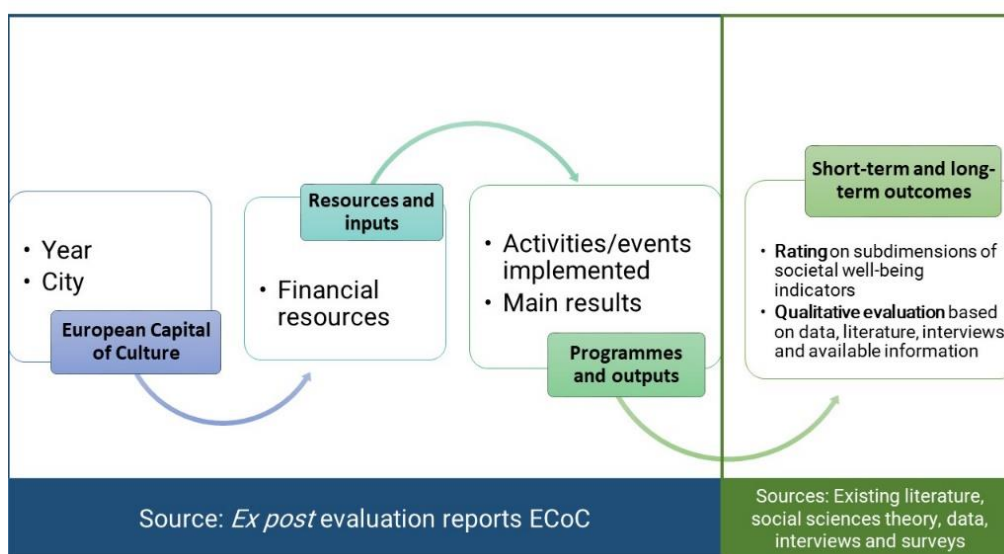 • Year
• City
European Capital
of Culture
Resources and
inputs
• Financial
resources
• Activities/events
implemented
• Main results
Programmes
and outputs
Short-term and long-
term outcomes
• Rating on subdimensions of
societal well-being
indicators
• Qualitative evaluation based
on data, literature, interviews
and available information
Source: Ex post evaluation reports ECoC
Sources: Existing literature,
social sciences theory, data,
interviews and surveys